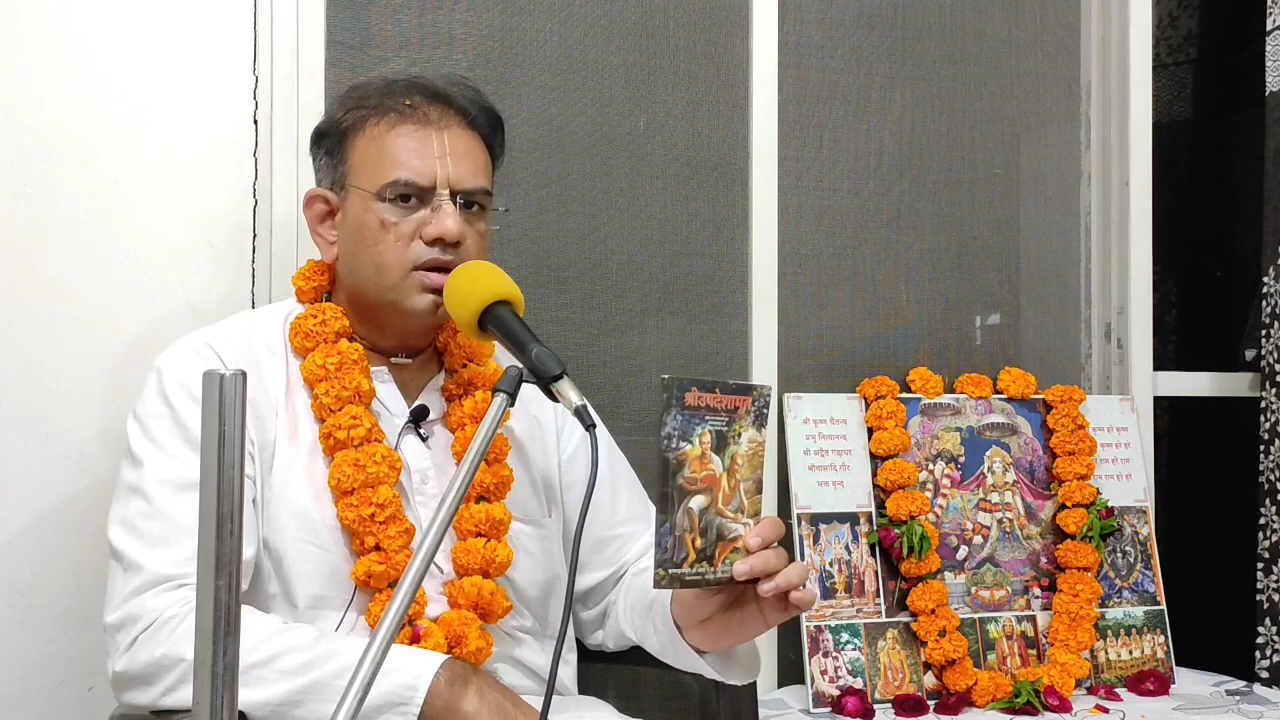 श्रीउपदेशामृत
श्री कृष्ण चैतन्य
प्रभु नित्यानन्द
श्री अद्वैत गदाधर
श्रीवासादि गौर
भक्त वृन्द
कृष्ण हरे कृष्ण
कृष्ण हरे हरे
रे राम हरे राम
राम हरे हरे